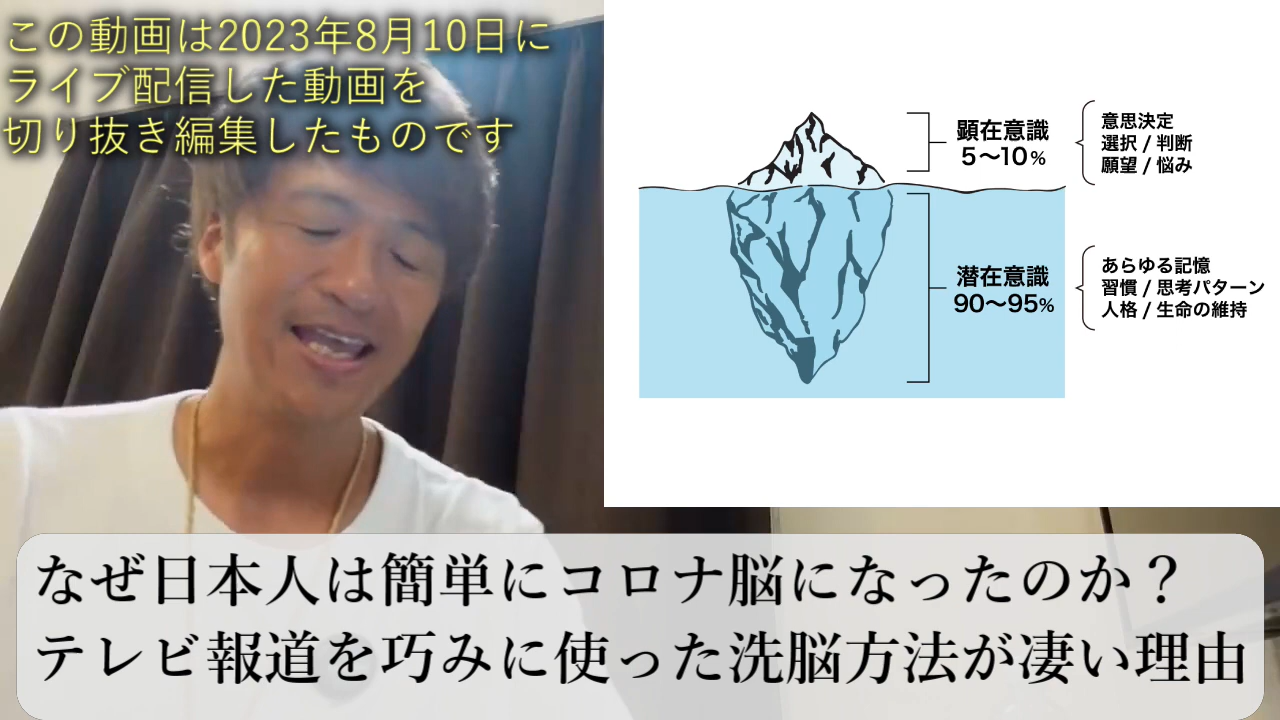 この動画は2023年8月10日に
ライブ配信した動画を
切り抜き編集したものです
顕在意識
5〜10%
意思決定
選択 / 判断
願望 / 悩み
潜在意識
90〜95%
あらゆる記憶
習慣 / 思考パターン
人格 / 生命の維持
なぜ日本人は簡単にコロナ脳になったのか？
テレビ報道を巧みに使った洗脳方法が凄い理由